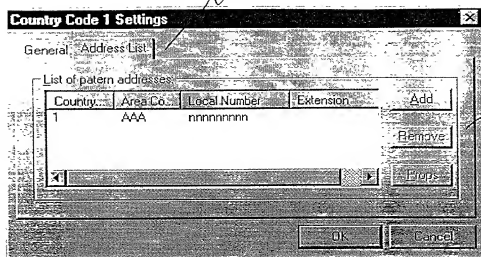 Country Code 1 Settings
General Address List
List of patern addresses:
Country... Area Co... Local Number Extension
1 AAA nnnnnnnnn
Add
Remove
Props
Ok Cancel